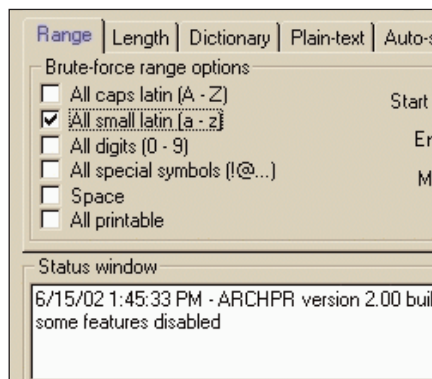 Range Length Dictionary Plain-text
Brute-force range options
All caps latin (A - Z)
Start
All small latin (a - z)
All digits (0 - 9)
All special symbols (!@...)
Space
All printable
Status window
6/15/02 1:45:33 PM - ARCHPR version 2.00
some features disabled